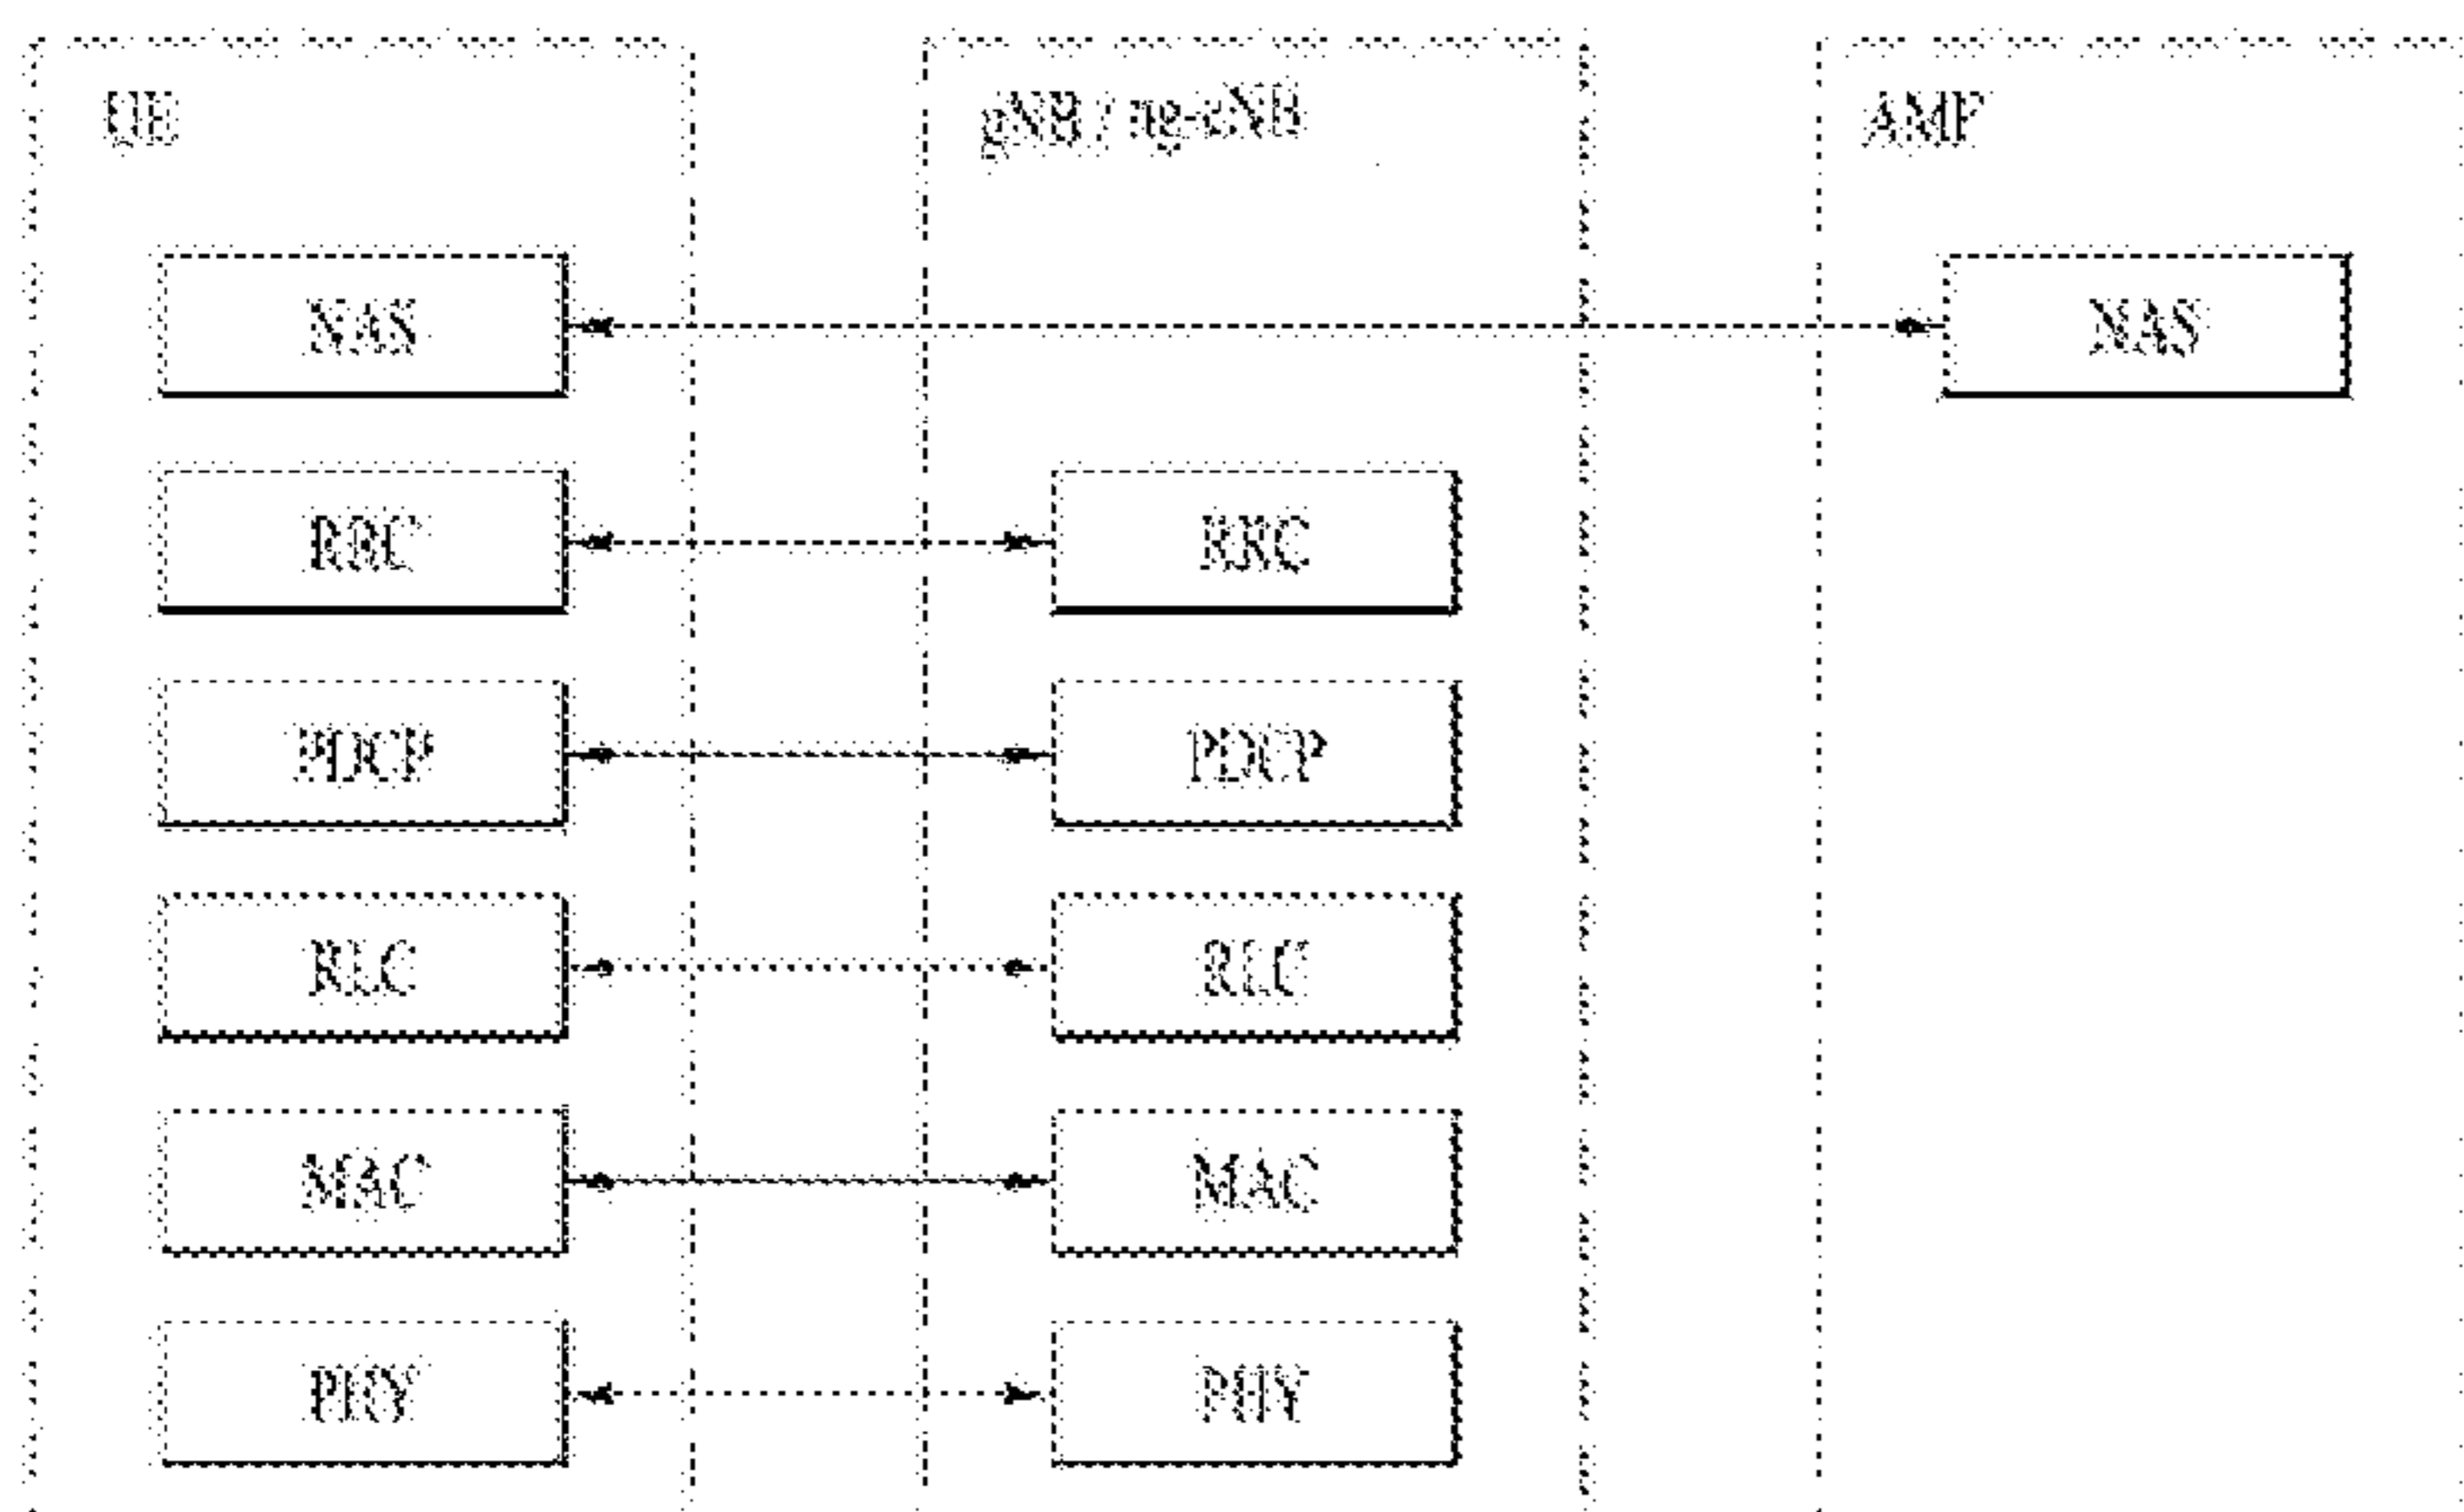 UE
gNB / ng-eNB
AMF
NAS
NAS
RRC
RRC
PDCP
PDCP
RLC
RLC
MAC
MAC
PHY
PHY